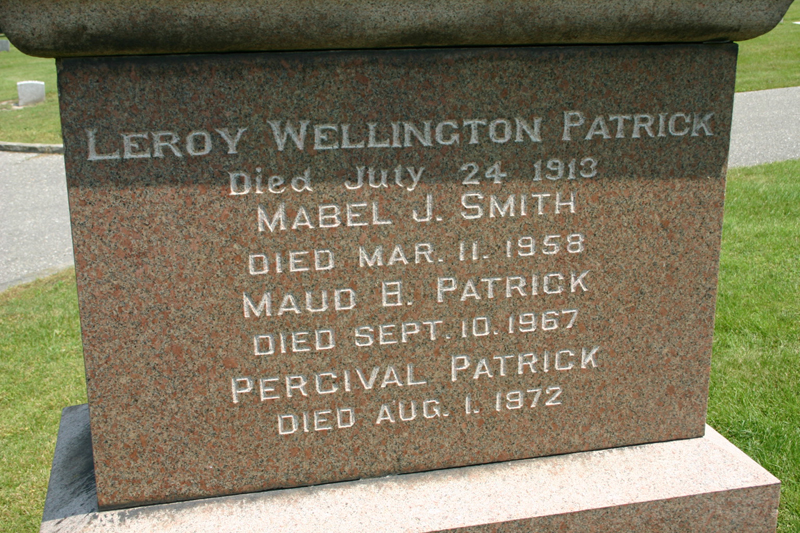 LEROY WELLINGTON PATRICK
Died July 24 1913
MABEL J. SMITH
DIED MAR. 11. 1958
MAUD B. PATRICK
DIED SEPT. 10. 1967
PERCIVAL PATRICK
DIED AUG. 1. 1972